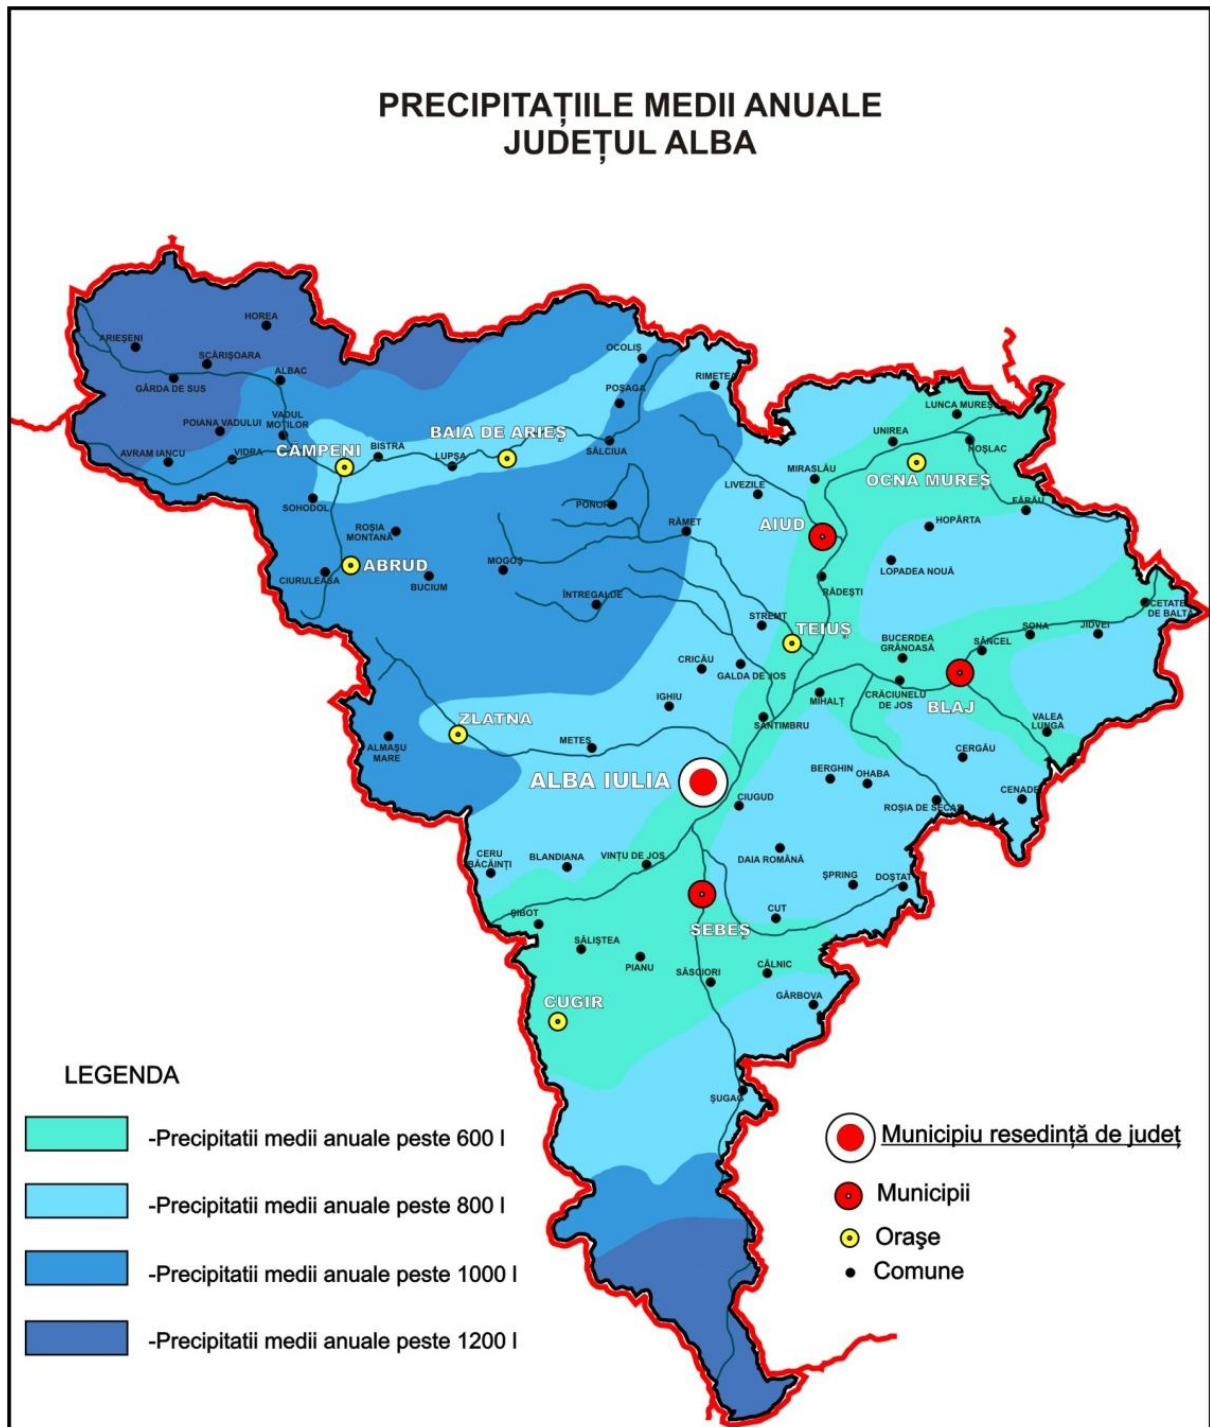 PRECIPITAȚIILE MEDII ANUALE
JUDEȚUL ALBA
HOREA
ARIEȘENI
SCĂRIȘOARA
GÂRDA DE SUS
ALBAC
OCOLIȘ
RIMETEA
POȘAGA
LUNCA MUREȘ
POIANA VADULUI
VADUL
MOȚILOR
BAIA DE ARIEȘ
UNIREA
NOȘLAC
AVRAM IANCU
VIDRA
CÂMPENI
BISTRA
LUPȘA
SĂLCIUA
MIRASLĂU
OCNA MUREȘ
LIVEZILE
SOHODOL
PONOR
FĂRĂU
ROȘIA
MONTANĂ
RÂMEȚ
AIUD
HOPÂRTA
ABRUD
MOGOȘ
LOPADEA NOUĂ
CIURULEASA
BUCIUM
RĂDEȘTI
ÎNTREGALDE
CETATE
DE BALTĂ
STREMȚ
TEIUȘ
SONA
JIDVEI
BUCERDEA
GRÂNOASĂ
SÂNCEL
CRICĂU
GALDA DE JOS
IGHIU
MIHALȚ
CRĂCIUNELU
DE JOS
BLAJ
ZLATNA
SÂNTIMBRU
VALEA
LUNGĂ
ALMAȘU
MARE
METEȘ
CERGĂU
ALBA IULIA
BERGHIN
OHABA
CENADE
CIUGUD
ROȘIA DE SECAȘ
CERU
BĂCĂINȚI
BLANDIANA
VINȚU DE JOS
DAIA ROMÂNĂ
ȘPRING
DOȘTAT
ȘIBOT
CUT
SEBEȘ
SĂLIȘTEA
PIANU
SĂSCIORI
CÂLNIC
CUGIR
GÂRBOVA
ȘUGAG
LEGENDA
-Precipitatii medii anuale peste 600 l
-Precipitatii medii anuale peste 800 l
-Precipitatii medii anuale peste 1000 l
-Precipitatii medii anuale peste 1200 l
Municipiu resedință de județ
Municipii
Orașe
Comune